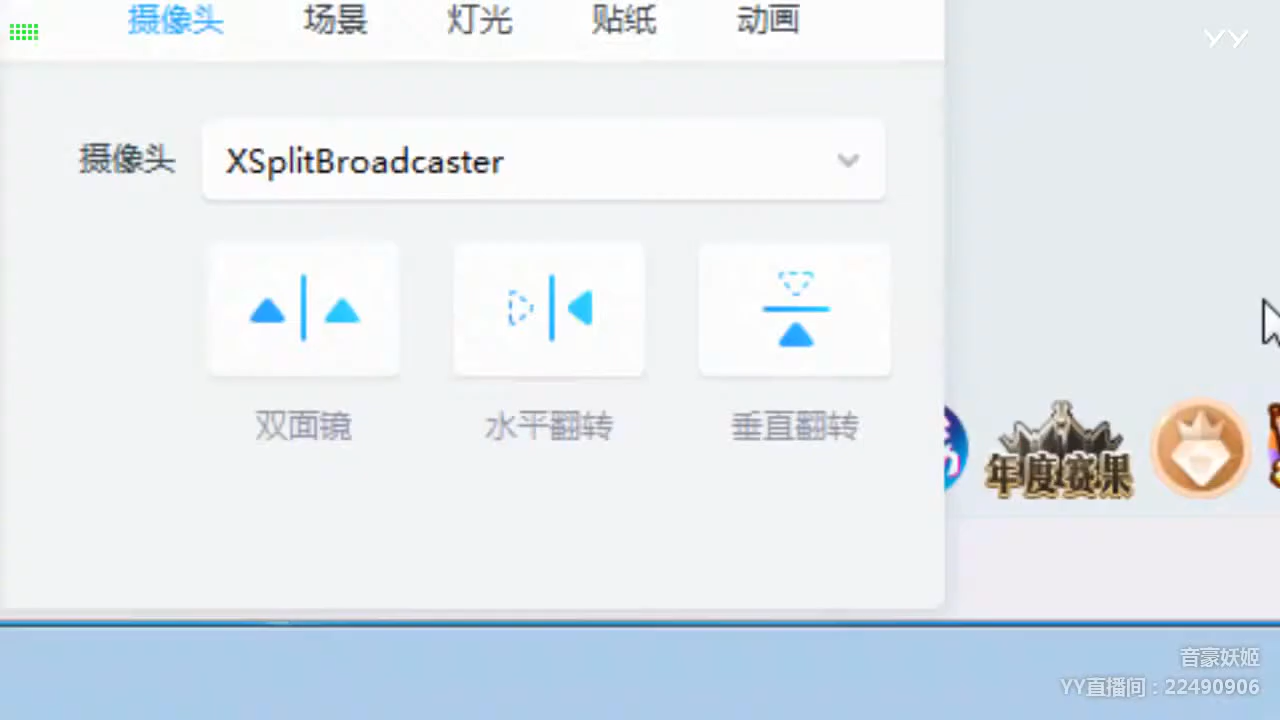 摄像头 场景 灯光 贴纸 动画
YY
摄像头 XSplitBroadcaster
双面镜 水平翻转 垂直翻转
年度赛果
音豪妖姬
YY直播间：22490906